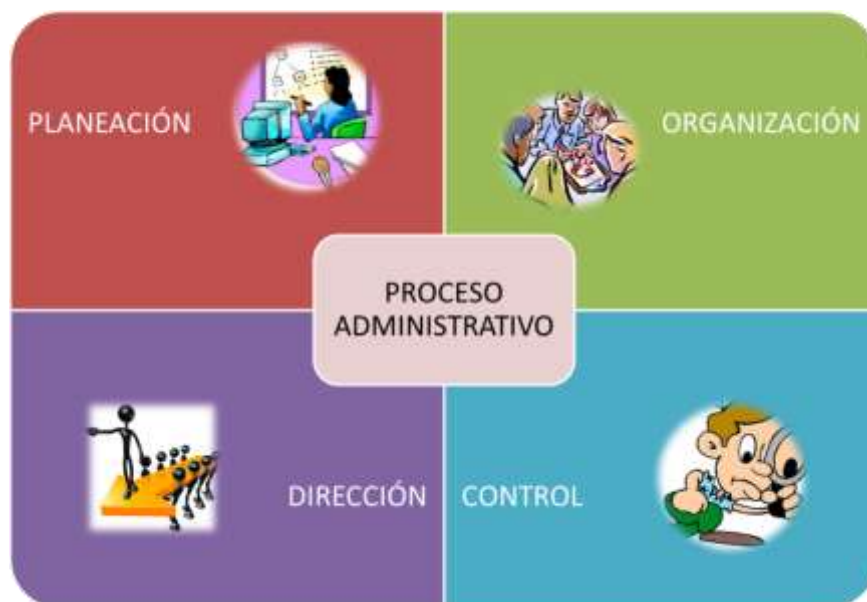 PLANEACIÓN
ORGANIZACIÓN
PROCESO
ADMINISTRATIVO
DIRECCIÓN
CONTROL